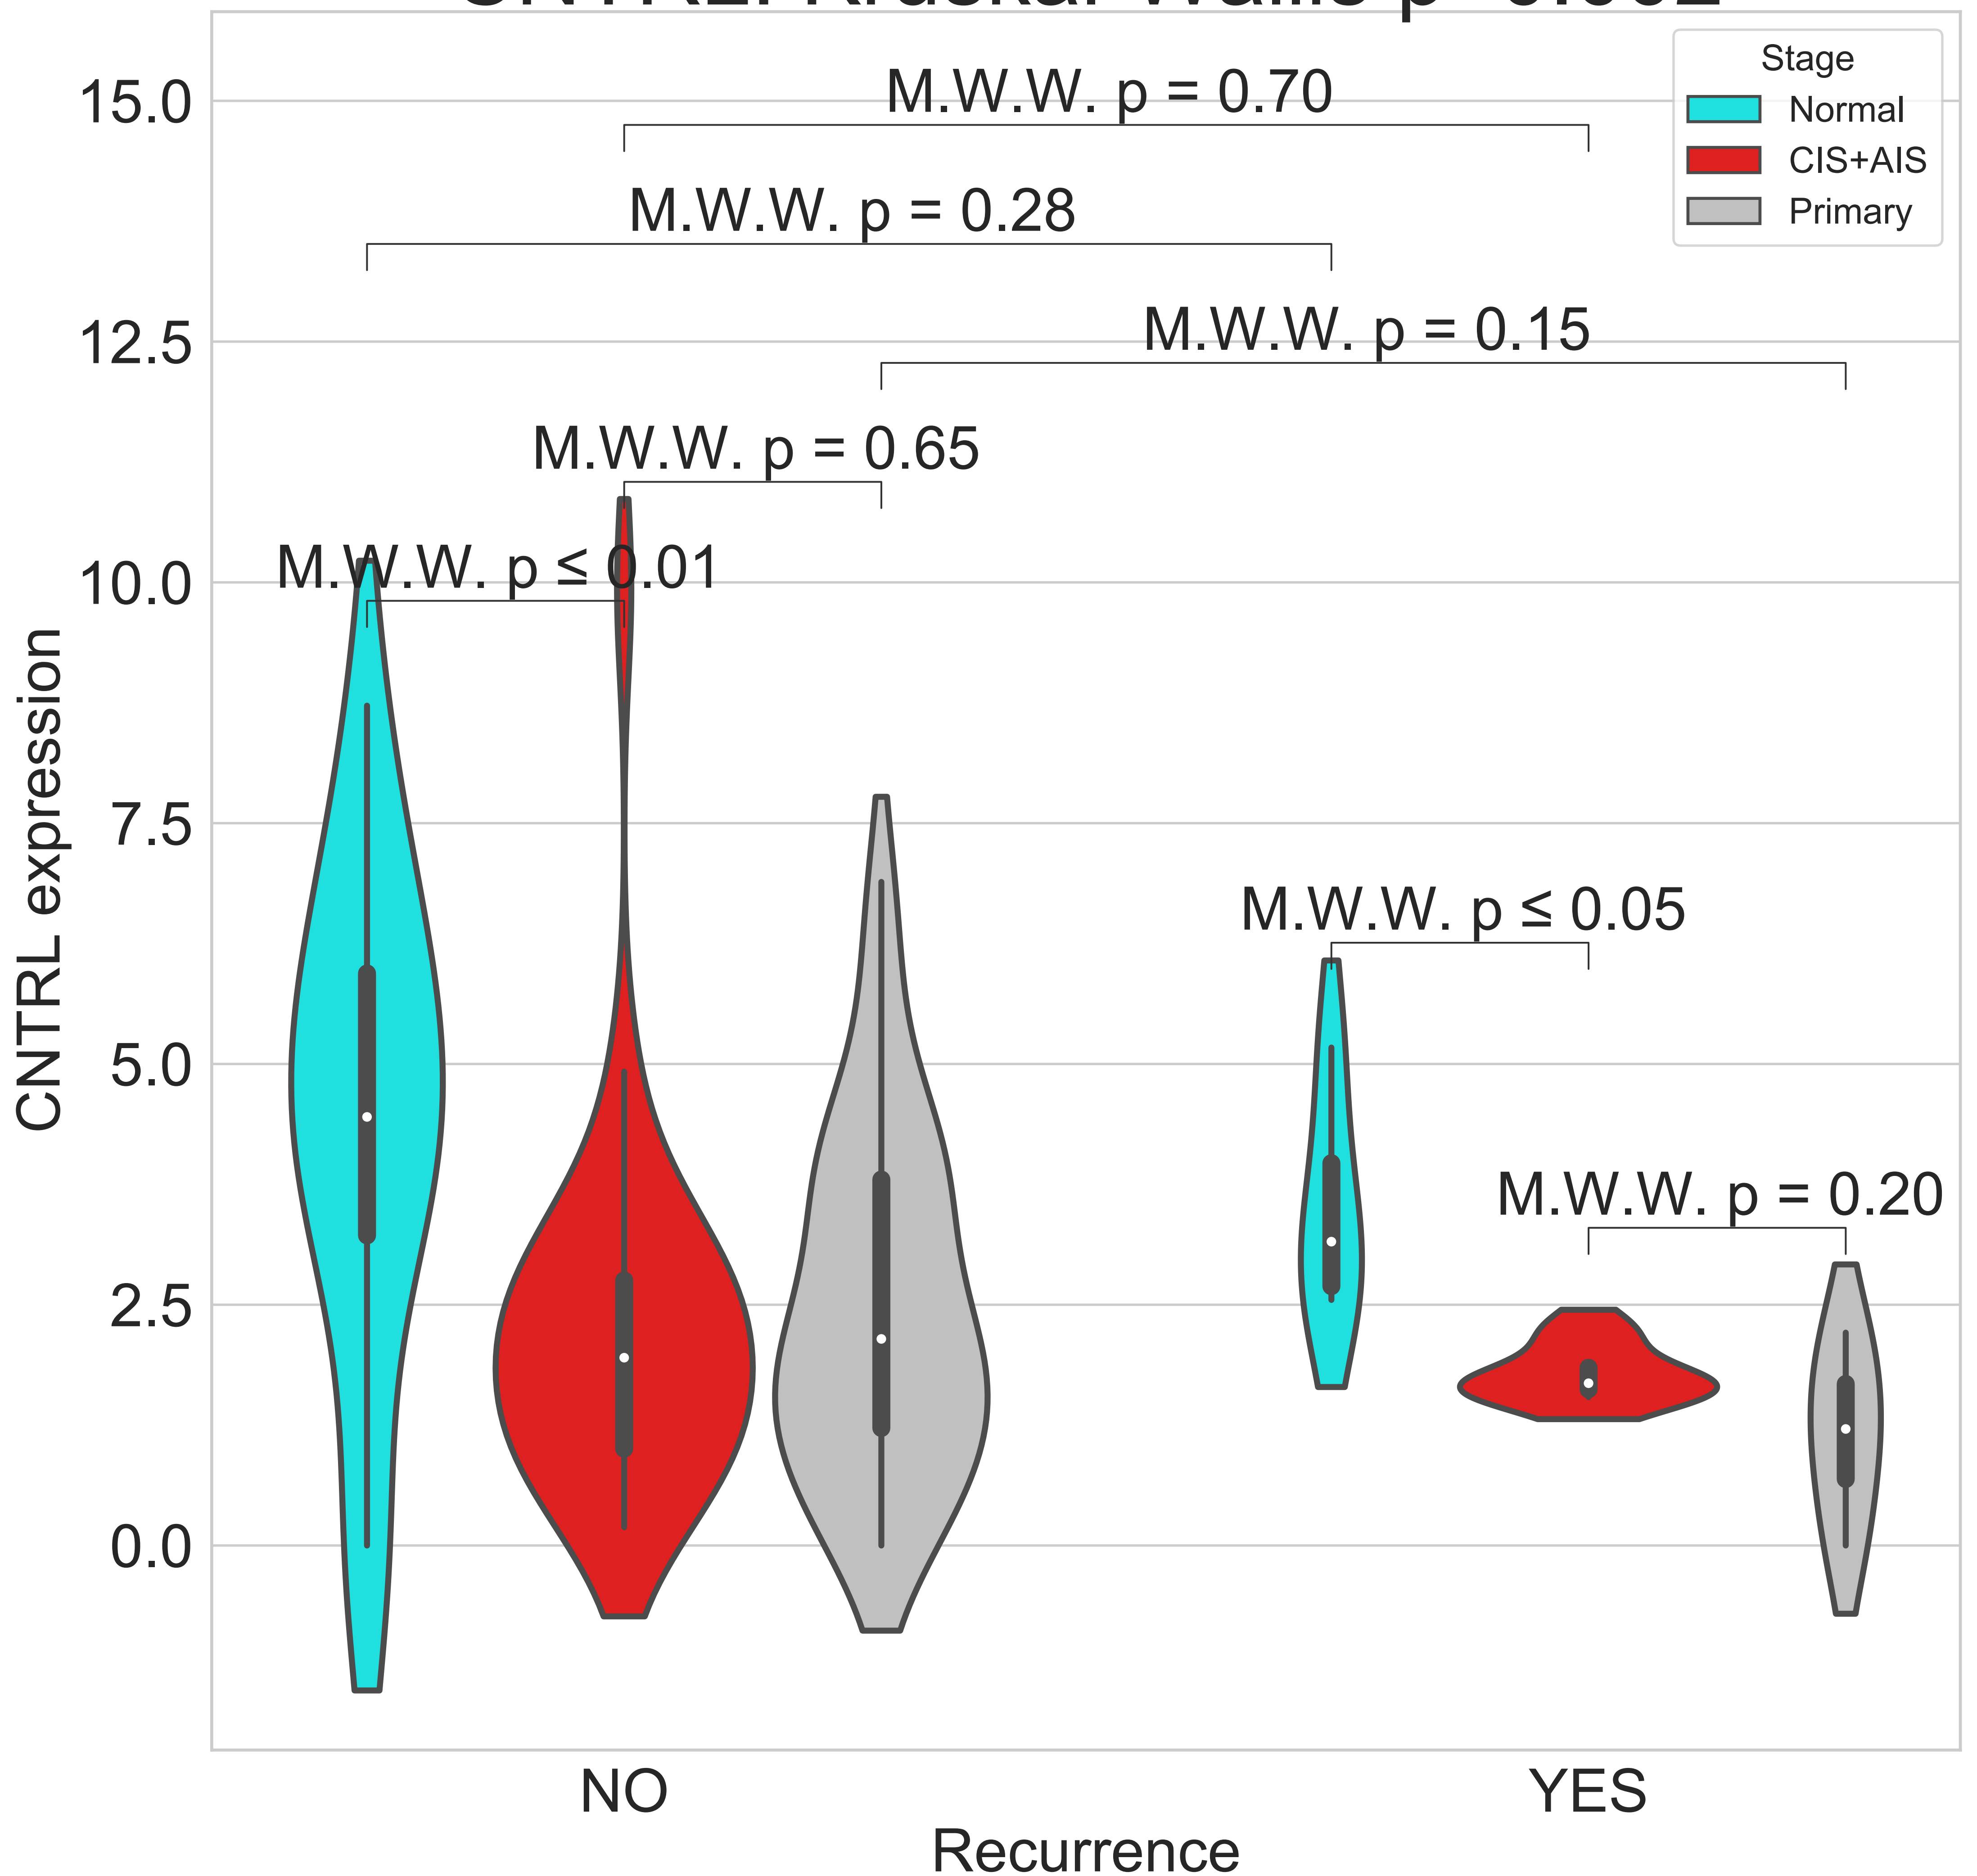 15.0
12.5
10.0
7.5
5.0
2.5
0.0
CNTRL expression
M.W.W. p = 0.70
M.W.W. p = 0.28
M.W.W. p = 0.15
M.W.W. p = 0.65
M.W.W. p ≤ 0.01
M.W.W. p ≤ 0.05
M.W.W. p = 0.20
Stage
Normal
CIS+AIS
Primary
NO
YES
Recurrence